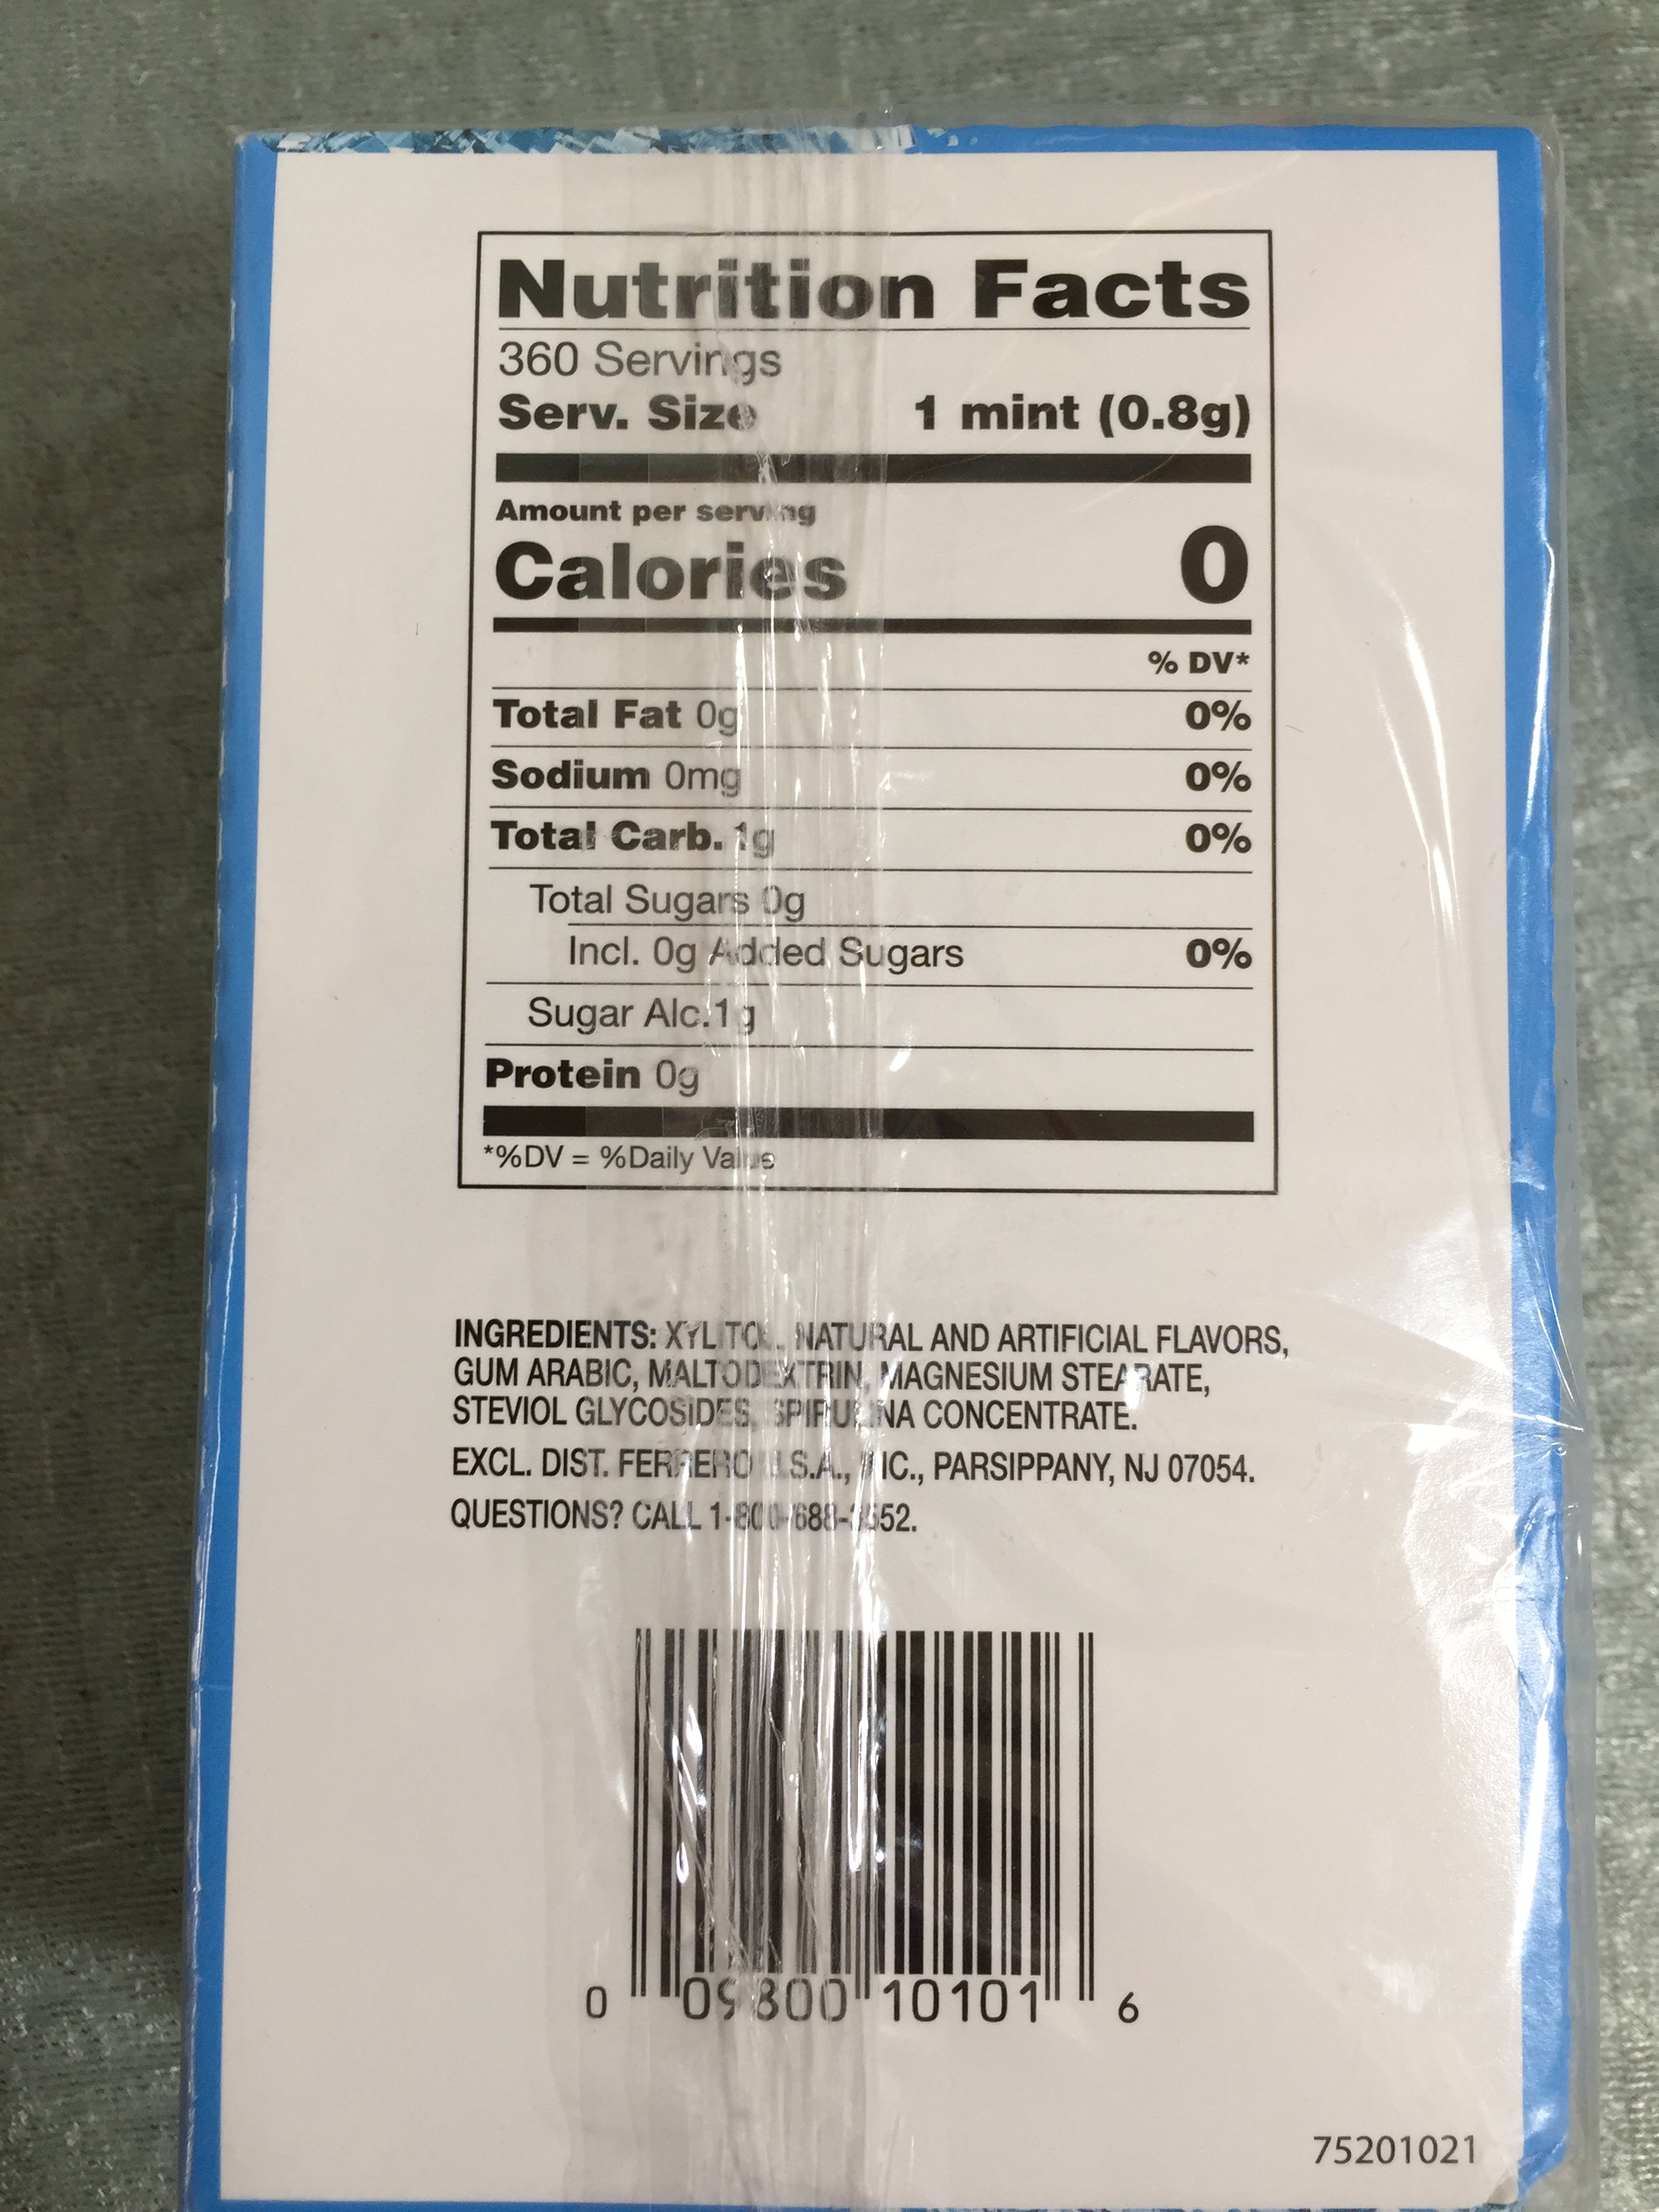 Nutrition Facts
360 Servings
Serv. Size 1 mint (0.8g)
Amount per serving
Calories 0
% DV*
Total Fat 0g 0%
Sodium 0mg 0%
Total Carb. 1g 0%
Total Sugars 0g
Incl. 0g Added Sugars 0%
Sugar Alc.1g
Protein 0g
*%DV = %Daily Value
INGREDIENTS: XYLITOL, NATURAL AND ARTIFICIAL FLAVORS,
GUM ARABIC, MALTODEXTRIN, MAGNESIUM STEARATE,
STEVIOL GLYCOSIDES, SPIRULINA CONCENTRATE.
EXCL. DIST. FERRERO U.S.A., INC., PARSIPPANY, NJ 07054.
QUESTIONS? CALL
0 09800 10101 6
75201021